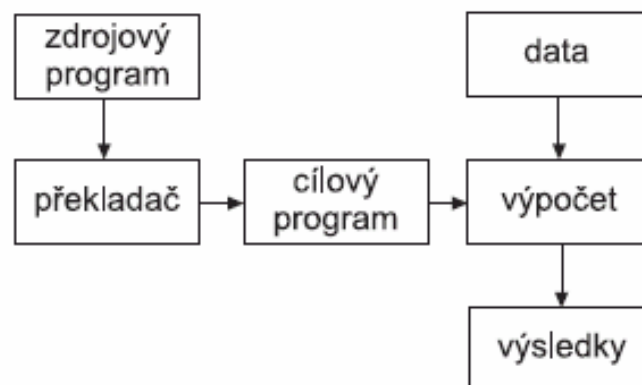 zdrojový
program
data
překladač
cílový
program
výpočet
výsledky